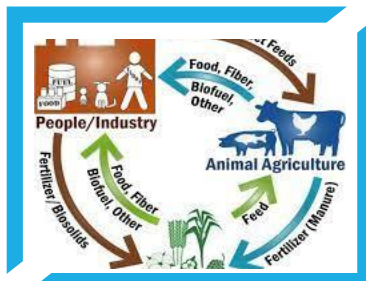 t Feeds
Food, Fiber,
Biofuel,
Other
FUEL
FOOD
People/Industry
Animal Agriculture
Fertilizer/Biosolids
Food, Fiber
Biofuel, Other
Feed
Fertilizer (Manure)